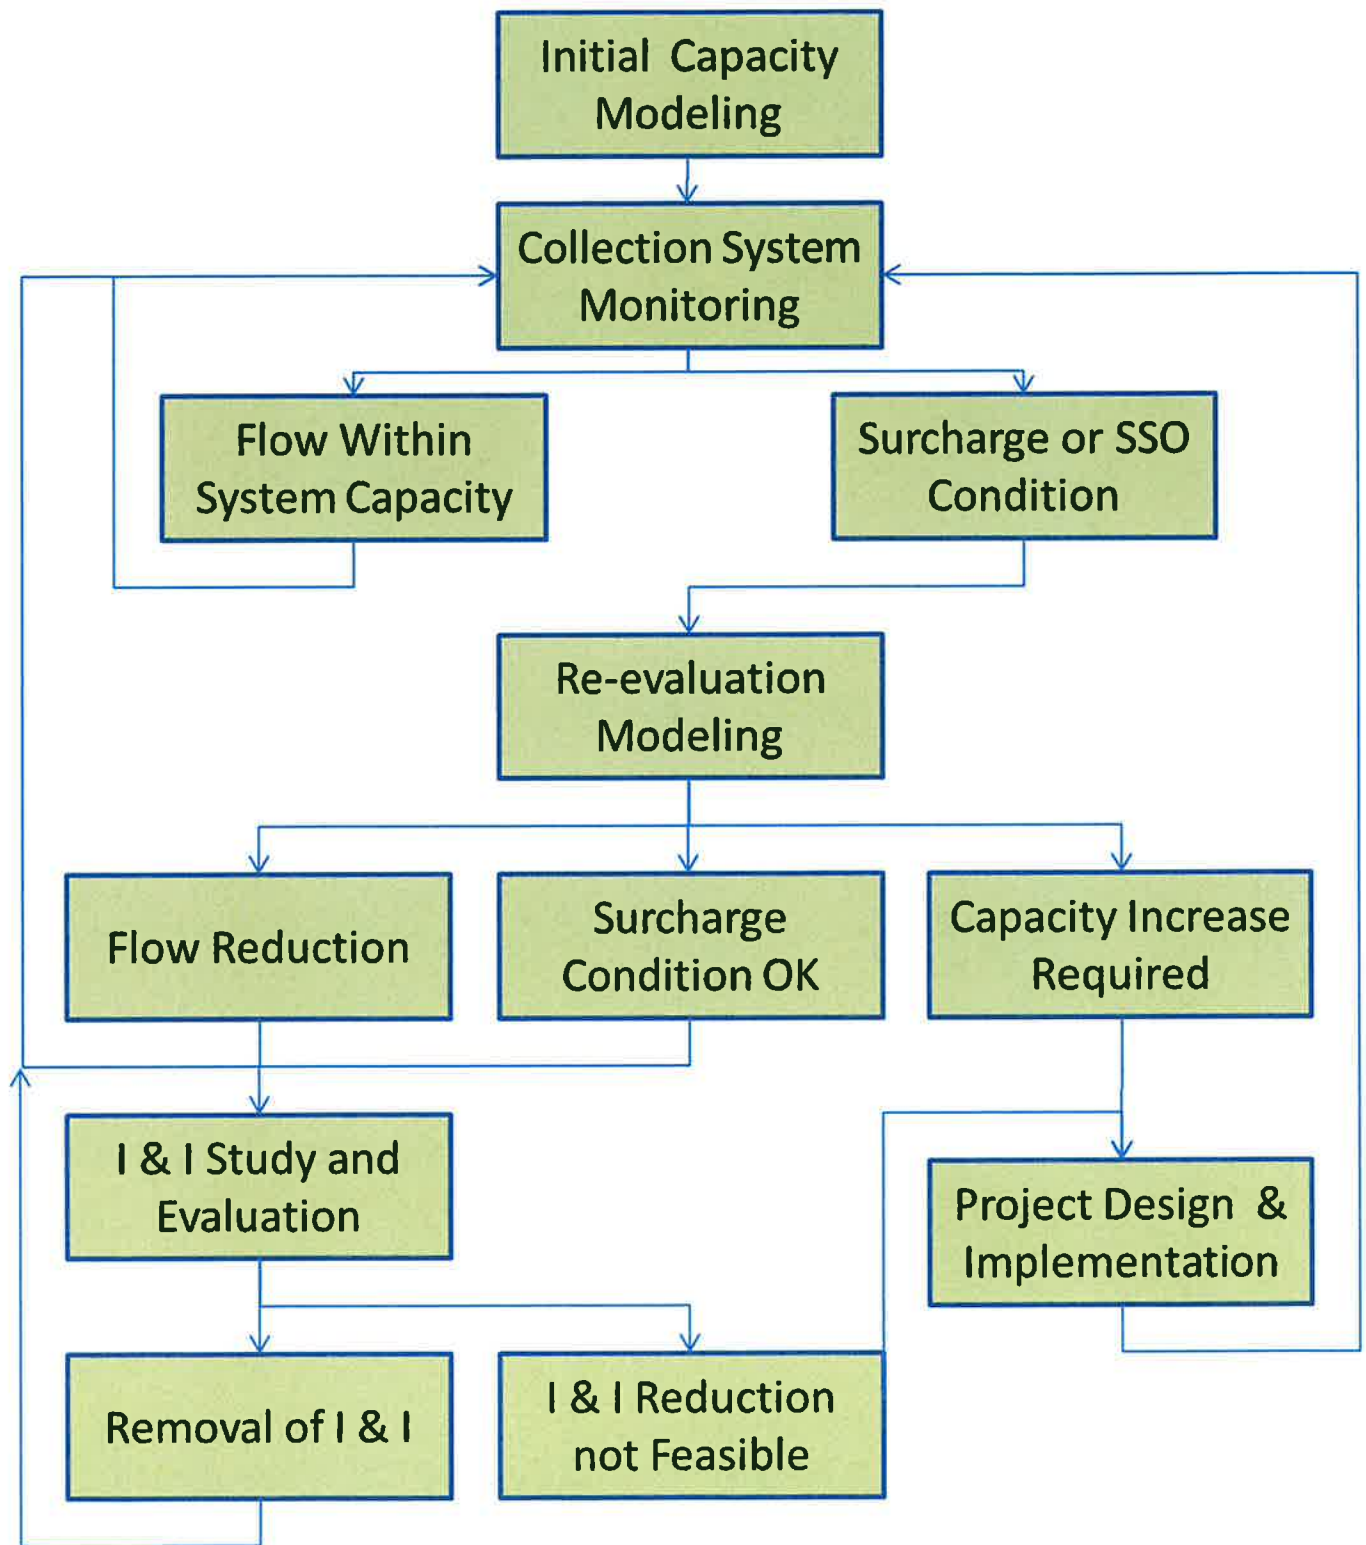 Initial Capacity
Modeling
Collection System
Monitoring
Flow Within
System Capacity
Surcharge or SSO
Condition
Re-evaluation
Modeling
Flow Reduction
Surcharge
Condition OK
Capacity Increase
Required
I & I Study and
Evaluation
Project Design &
Implementation
Removal of I & I
I & I Reduction
not Feasible